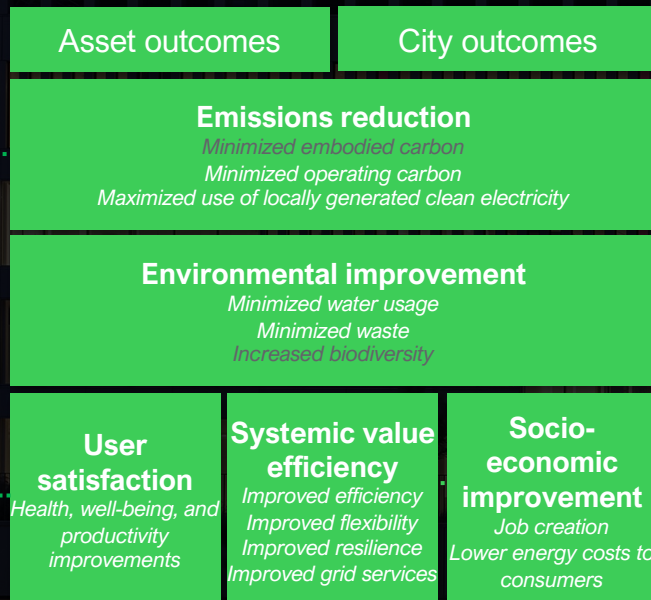 Asset outcomes
City outcomes
Emissions reduction
Minimized embodied carbon
Minimized operating carbon
Maximized use of locally generated clean electricity
Environmental improvement
Minimized water usage
Minimized waste
Increased biodiversity
User
satisfaction
Health, well-being, and
productivity
improvements
Systemic value
efficiency
Improved efficiency
Improved flexibility
Improved resilience
Improved grid services
Socio-
economic
improvement
Job creation
Lower energy costs to
consumers